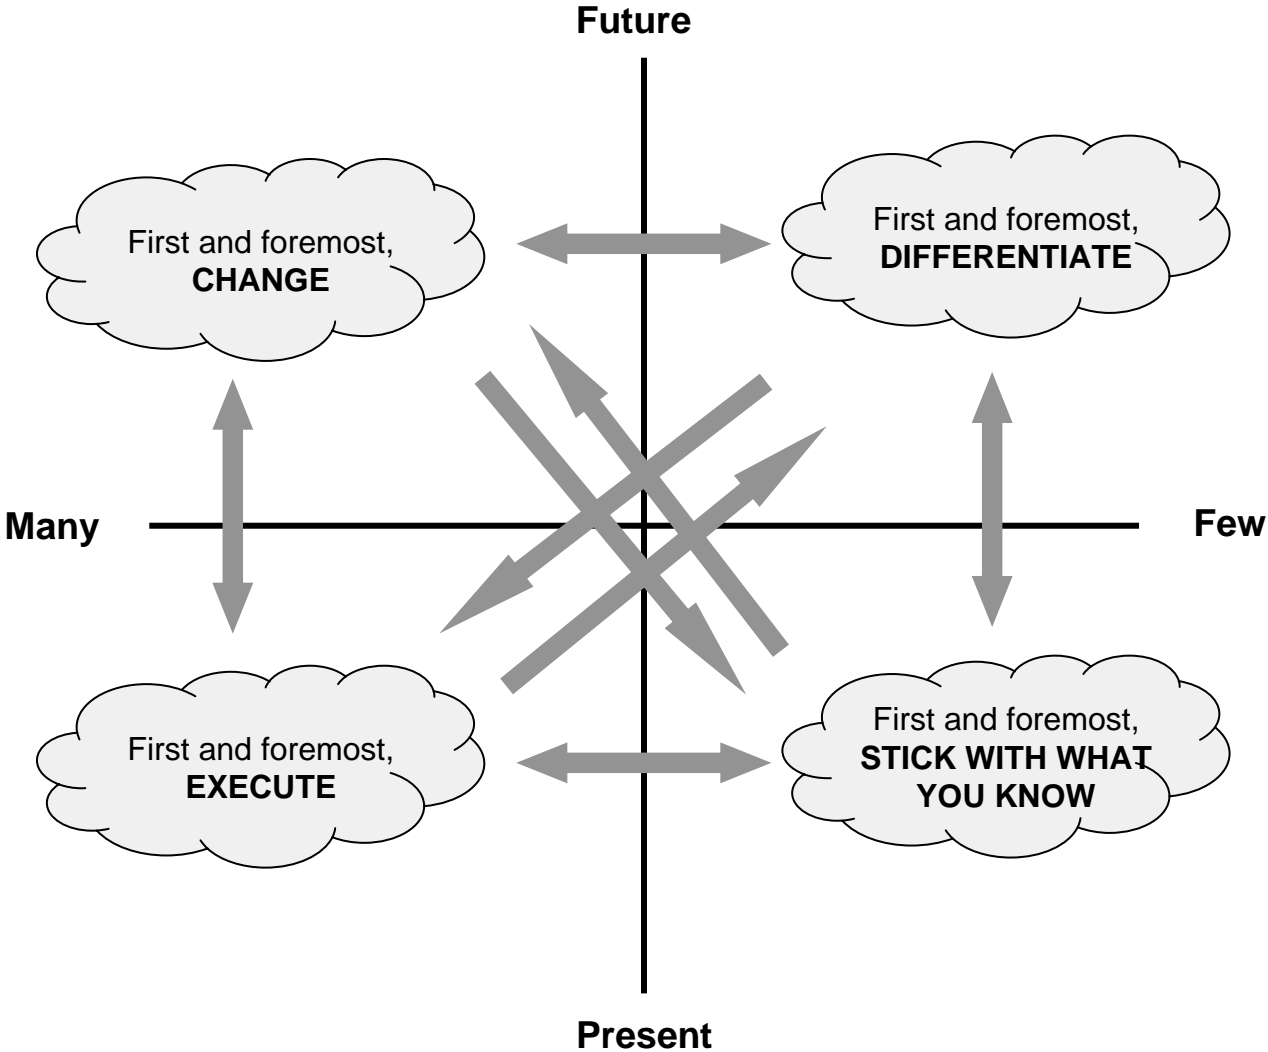 Future
First and foremost,
CHANGE
First and foremost,
DIFFERENTIATE
Many
Few
First and foremost,
EXECUTE
First and foremost,
STICK WITH WHAT
YOU KNOW
Present